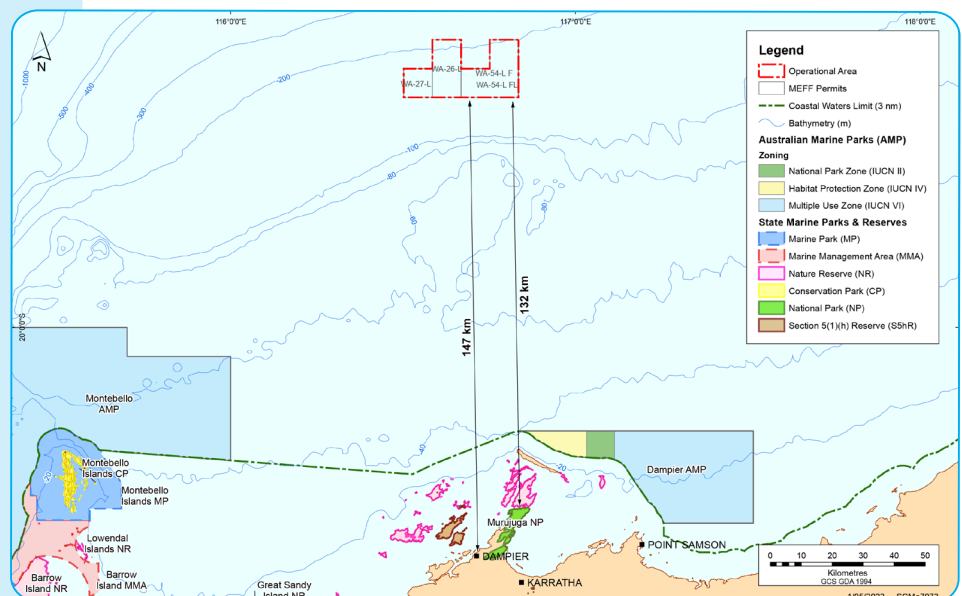 116°0'0"E
117°0'0"E
118°0'0"E
N
-1000
-500
-400
-300
-200
WA-26-L
WA-27-L
WA-54-L F
WA-54-L FL
-100
-80
-80
-80
Legend
Operational Area
MEFF Permits
Coastal Waters Limit (3 nm)
Bathymetry (m)
Australian Marine Parks (AMP)
Zoning
National Park Zone (IUCN II)
Habitat Protection Zone (IUCN IV)
Multiple Use Zone (IUCN VI)
State Marine Parks & Reserves
Marine Park (MP)
Marine Management Area (MMA)
Nature Reserve (NR)
Conservation Park (CP)
National Park (NP)
Section 5(1)(h) Reserve (S5hR)
20°0'0"S
147 km
132 km
Montebello
AMP
-40
-20
-20
Montebello
Islands CP
Montebello
Islands MP
Dampier AMP
Lowendal
Islands NR
Murujuga NP
Barrow
Island NR
Barrow
Island MMA
Great Sandy
Island NR
DAMPIER
KARRATHA
POINT SAMSON
0 10 20 30 40 50
Kilometres
GCS GDA 1994